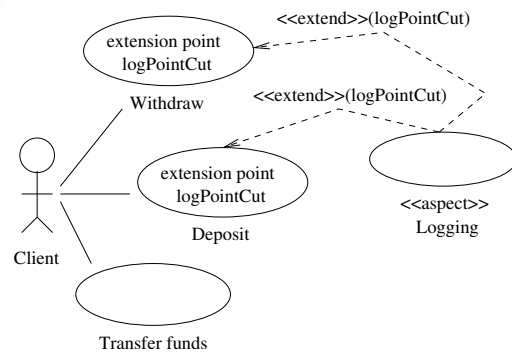 <<extend>>(logPointCut)
extension point
logPointCut
Withdraw
<<extend>>(logPointCut)
extension point
logPointCut
Deposit
<<aspect>>
Logging
Client
Transfer funds